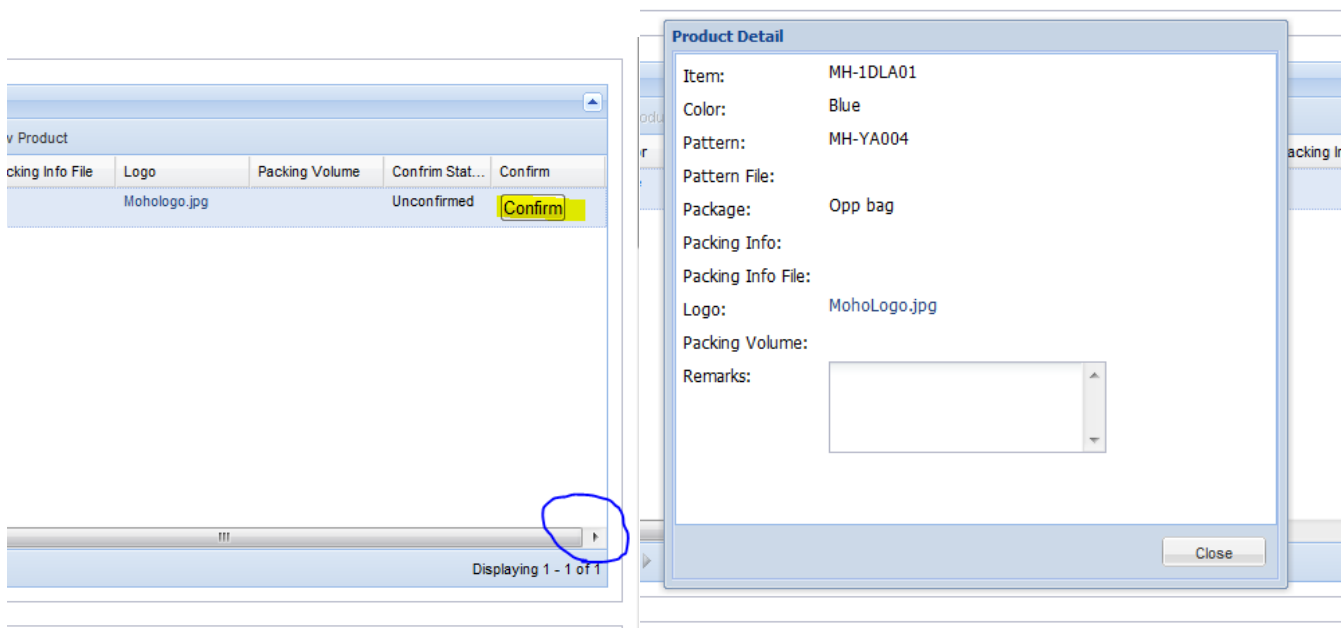 v Product
cking Info File Logo Packing Volume Confrim Stat... Confirm
Mohologo.jpg Unconfirmed Confirm
Displaying 1 - 1 of 1
Product Detail
Item: MH-1DLA01
Color: Blue
Pattern: MH-YA004
Pattern File:
Package: Opp bag
Packing Info:
Packing Info File:
Logo: MohoLogo.jpg
Packing Volume:
Remarks:
Close
odu
r
acking I